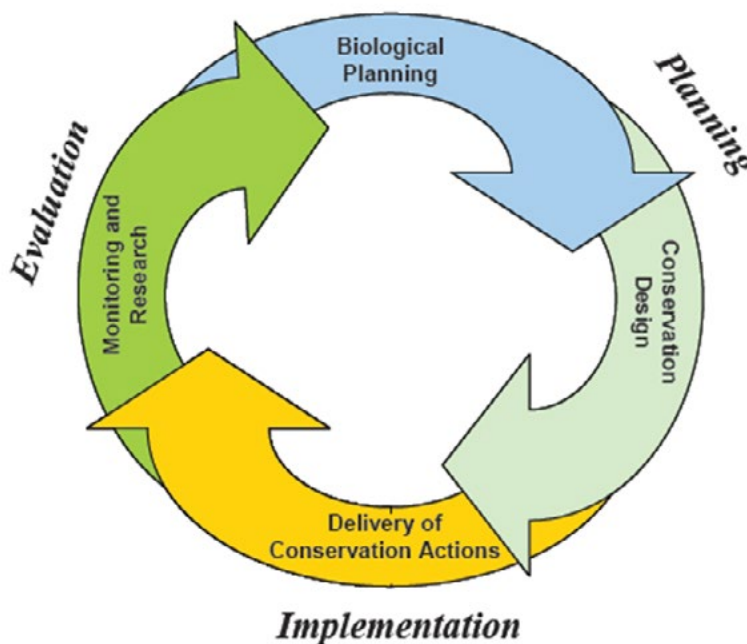 Biological
Planning
Planning
Conservation
Design
Delivery of
Conservation Actions
Implementation
Monitoring and
Research
Evaluation